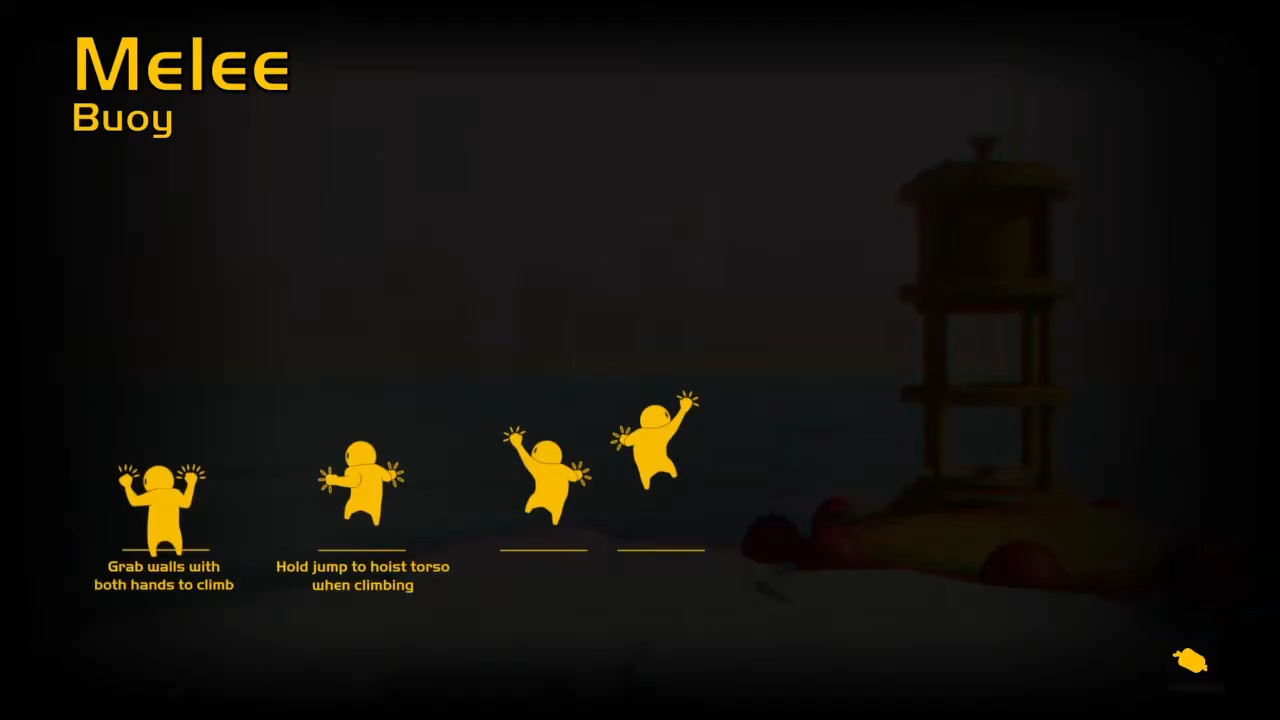 Melee
Buoy
Grab walls with
both hands to climb
Hold jump to hoist torso
when climbing